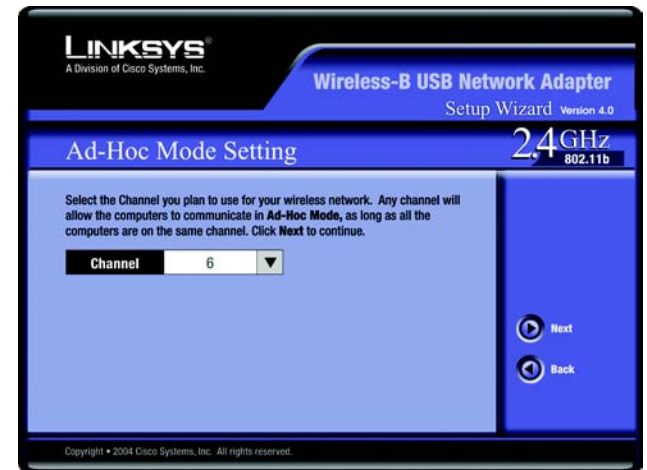 LINKSYS®
A Division of Cisco Systems, Inc.
Wireless-B USB Network Adapter
Setup Wizard Version 4.0
Ad-Hoc Mode Setting
2.4 GHz
802.11b
Select the Channel you plan to use for your wireless network. Any channel will
allow the computers to communicate in Ad-Hoc Mode, as long as all the
computers are on the same channel. Click Next to continue.
Channel 6
Next
Back
Copyright • 2004 Cisco Systems, Inc. All rights reserved.